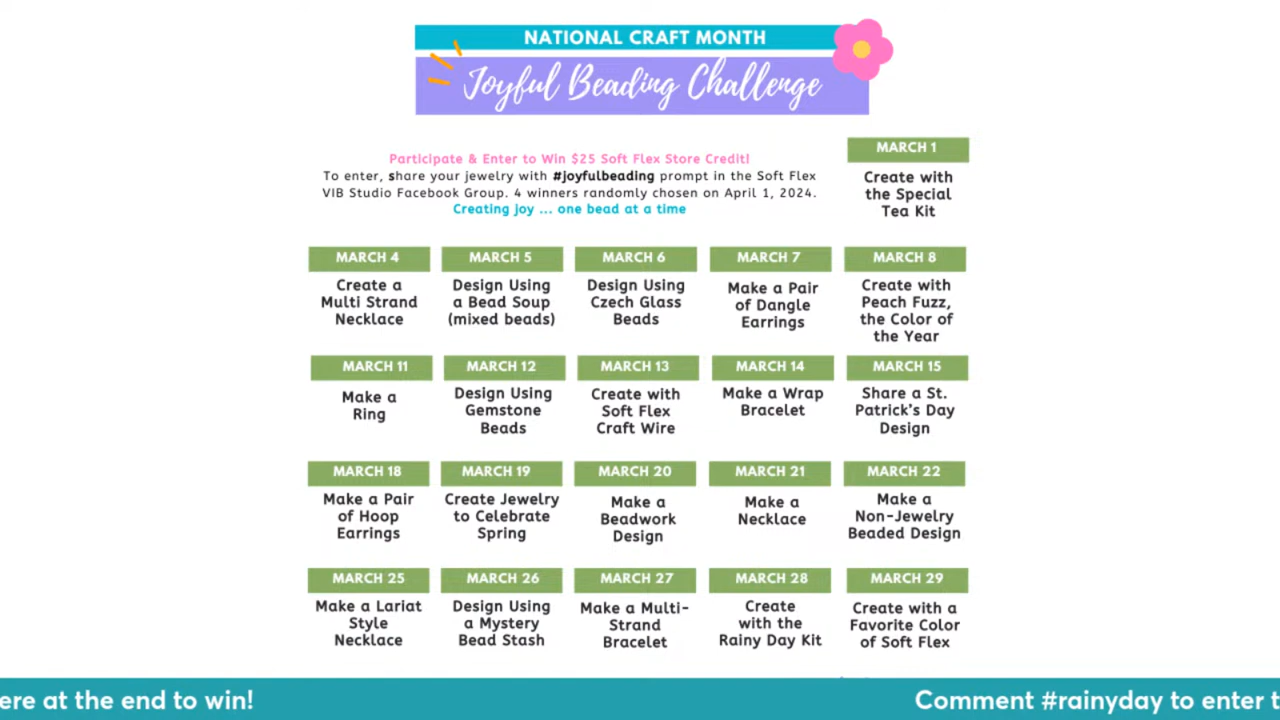 NATIONAL CRAFT MONTH
Joyful Beading Challenge
Participate & Enter to Win $25 Soft Flex Store Credit!
To enter, share your jewelry with #joyfulbeading prompt in the Soft Flex
VIB Studio Facebook Group. 4 winners randomly chosen on April 1, 2024.
Creating joy ... one bead at a time
MARCH 1
Create with
the Special
Tea Kit
MARCH 4
Create a
Multi Strand
Necklace
MARCH 5
Design Using
a Bead Soup
(mixed beads)
MARCH 6
Design Using
Czech Glass
Beads
MARCH 7
Make a Pair
of Dangle
Earrings
MARCH 8
Create with
Peach Fuzz,
the Color of
the Year
MARCH 11
Make a
Ring
MARCH 12
Design Using
Gemstone
Beads
MARCH 13
Create with
Soft Flex
Craft Wire
MARCH 14
Make a Wrap
Bracelet
MARCH 15
Share a St.
Patrick's Day
Design
MARCH 18
Make a Pair
of Hoop
Earrings
MARCH 19
Create Jewelry
to Celebrate
Spring
MARCH 20
Make a
Beadwork
Design
MARCH 21
Make a
Necklace
MARCH 22
Make a
Non-Jewelry
Beaded Design
MARCH 25
Make a Lariat
Style
Necklace
MARCH 26
Design Using
a Mystery
Bead Stash
MARCH 27
Make a Multi-
Strand
Bracelet
MARCH 28
Create
with the
Rainy Day Kit
MARCH 29
Create with a
Favorite Color
of Soft Flex
ere at the end to win!
Comment #rainyday to enter t